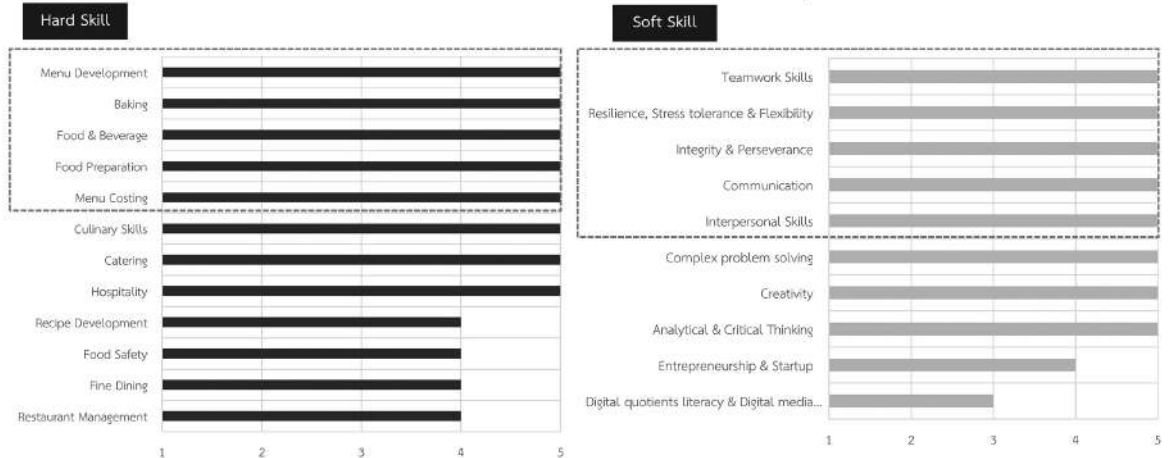 Hard Skill
Menu Development
Baking
Food & Beverage
Food Preparation
Menu Costing
Culinary Skills
Catering
Hospitality
Recipe Development
Food Safety
Fine Dining
Restaurant Management
1 2 3 4 5
Soft Skill
Teamwork Skills
Resilience, Stress tolerance & Flexibility
Integrity & Perseverance
Communication
Interpersonal Skills
Complex problem solving
Creativity
Analytical & Critical Thinking
Entrepreneurship & Startup
Digital quotients literacy & Digital media...
1 2 3 4 5